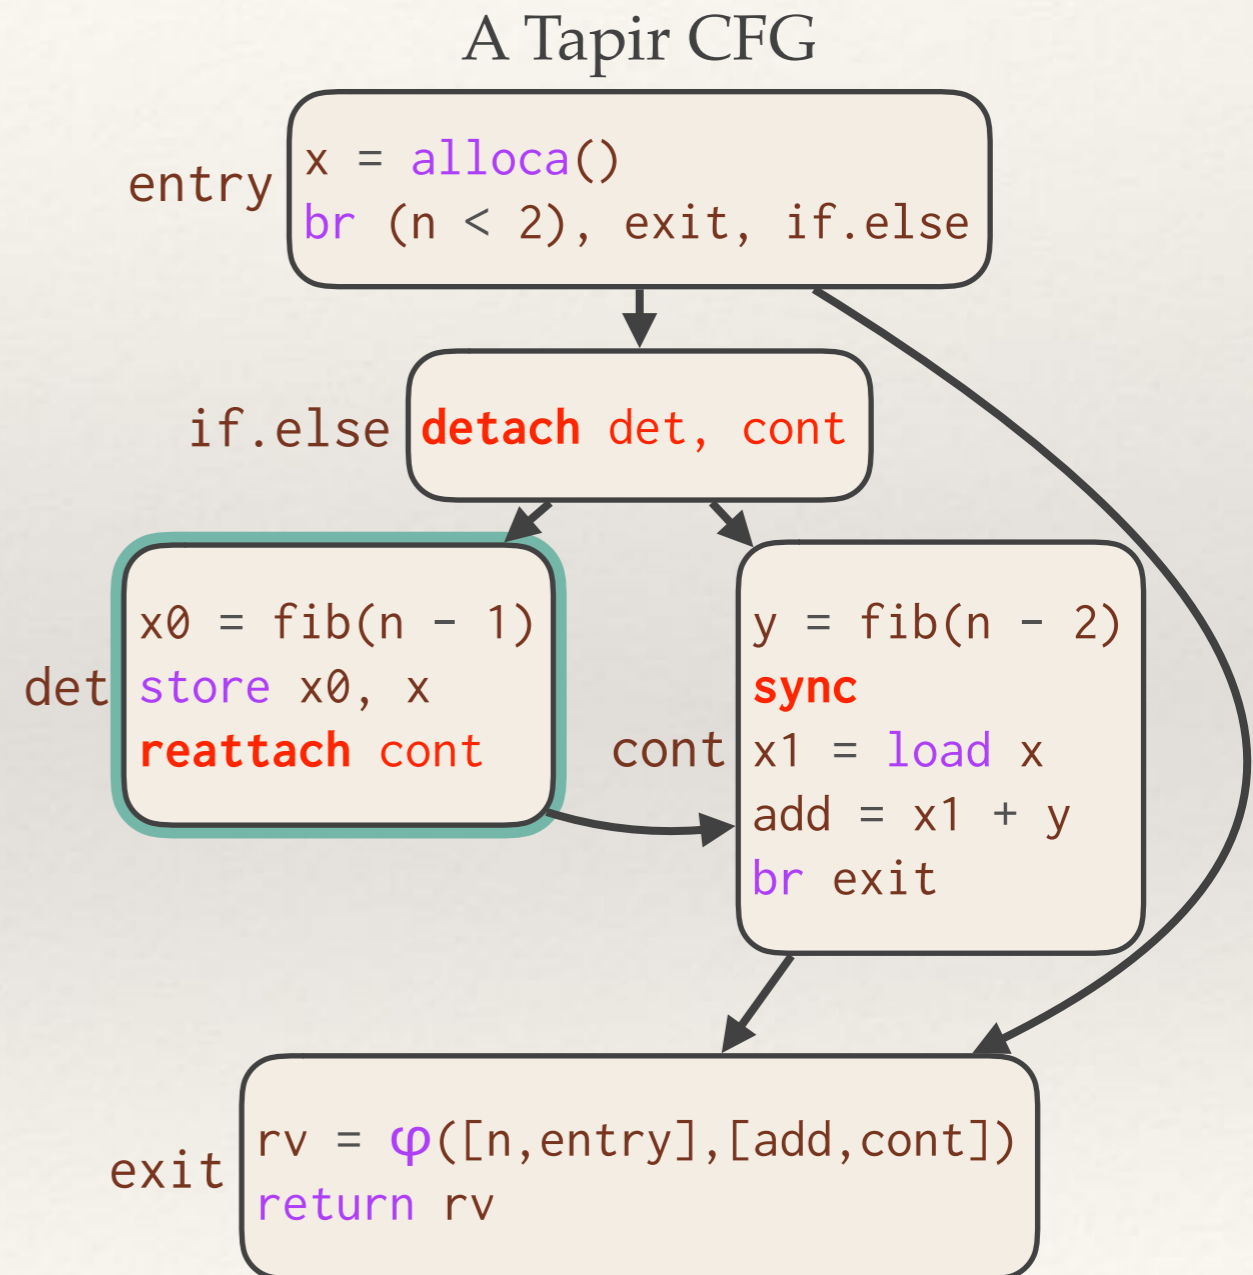 A Tapir CFG
entry
x = alloca()
br (n < 2), exit, if.else
if.else
detach det, cont
det
x0 = fib(n - 1)
store x0, x
reattach cont
cont
y = fib(n - 2)
sync
x1 = load x
add = x1 + y
br exit
exit
rv = φ([n,entry],[add,cont])
return rv